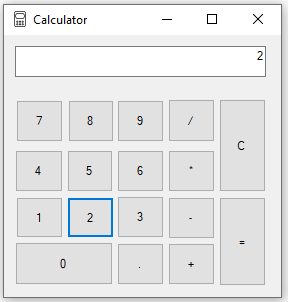 Calculator
2
7 8 9 /
C
4 5 6 *
1 2 3 -
=
0 . +